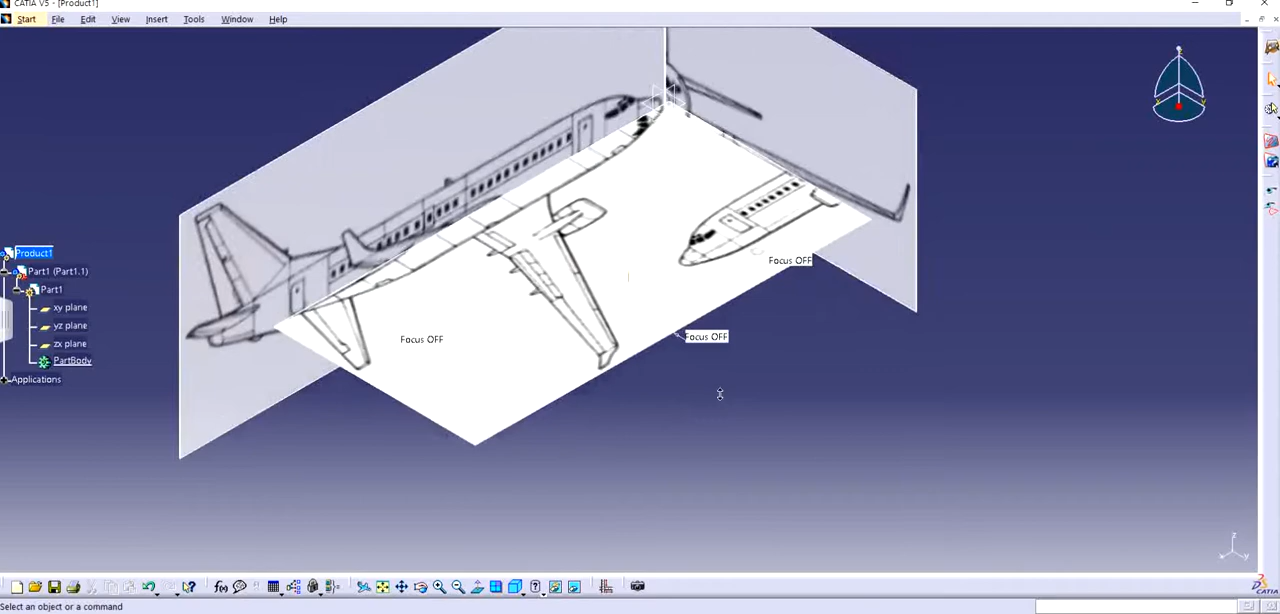 CATIA V5 - [Product1]
Start File Edit View Insert Tools Window Help
Product1
Part1 (Part1.1)
Part1
xy plane
yz plane
zx plane
PartBody
Applications
Focus OFF
Focus OFF
Focus OFF
Select an object or a command